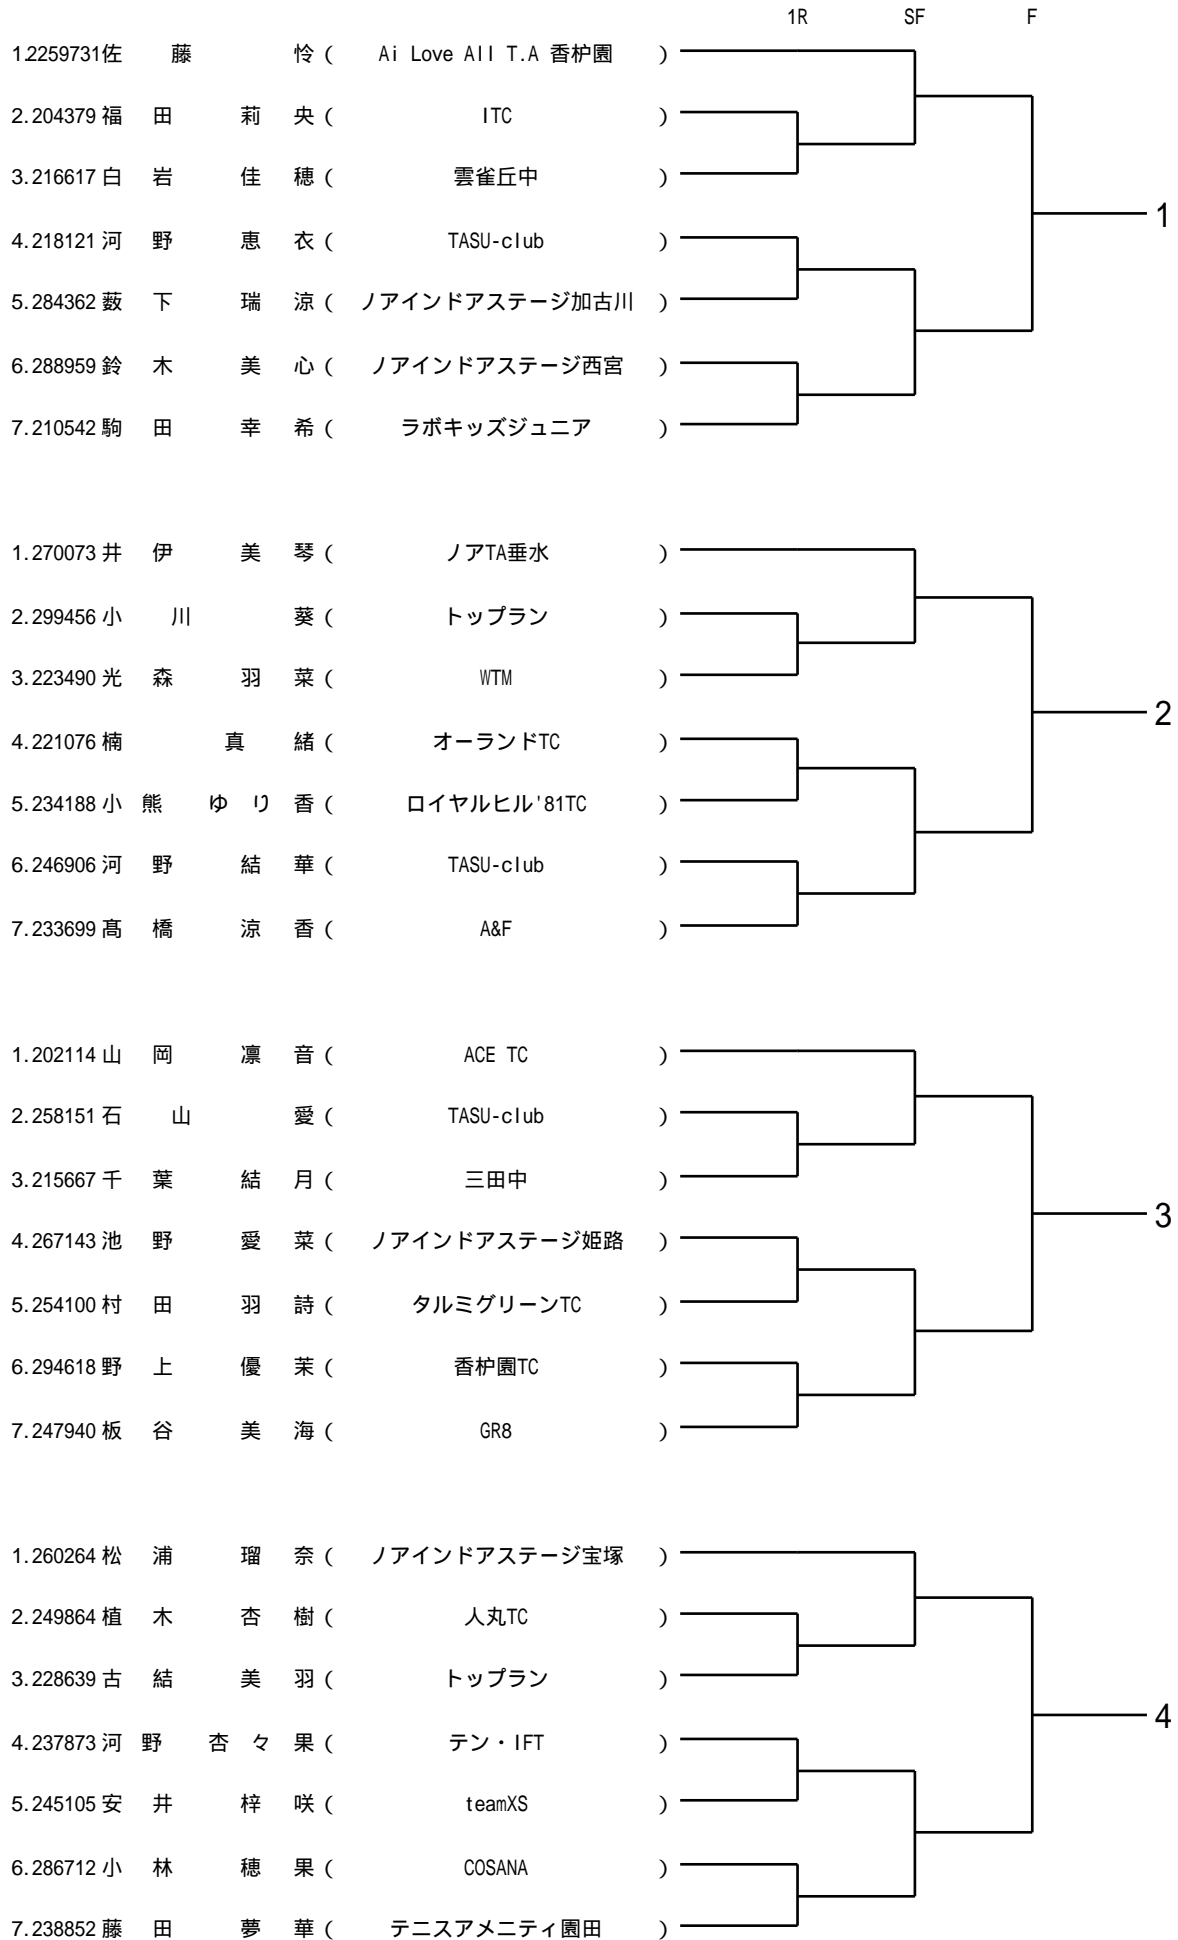 1R SF F
1.2259731 佐藤 怜 ( Ai Love All T.A 香枦園 )
2.204379 福田 莉央 ( ITC )
3.216617 白岩 佳穂 ( 雲雀丘中 )
1
4.218121 河野 恵衣 ( TASU-club )
5.284362 薮下 瑞涼 ( ノアインドアステージ加古川 )
6.288959 鈴木 美心 ( ノアインドアステージ西宮 )
7.210542 駒田 幸希 ( ラボキッズジュニア )
1.270073 井伊 美琴 ( ノアTA垂水 )
2.299456 小川 葵 ( トップラン )
3.223490 光森 羽菜 ( WTM )
2
4.221076 楠 真緒 ( オーランドTC )
5.234188 小熊 ゆり香 ( ロイヤルヒル'81TC )
6.246906 河野 結華 ( TASU-club )
7.233699 髙橋 涼香 ( A&F )
1.202114 山岡 凛音 ( ACE TC )
2.258151 石山 愛 ( TASU-club )
3.215667 千葉 結月 ( 三田中 )
3
4.267143 池野 愛菜 ( ノアインドアステージ姫路 )
5.254100 村田 羽詩 ( タルミグリーンTC )
6.294618 野上 優茉 ( 香枦園TC )
7.247940 板谷 美海 ( GR8 )
1.260264 松浦 瑠奈 ( ノアインドアステージ宝塚 )
2.249864 植木 杏樹 ( 人丸TC )
3.228639 古結 美羽 ( トップラン )
4
4.237873 河野 杏々果 ( テン・IFT )
5.245105 安井 梓咲 ( teamXS )
6.286712 小林 穂果 ( COSANA )
7.238852 藤田 夢華 ( テニスアメニティ園田 )